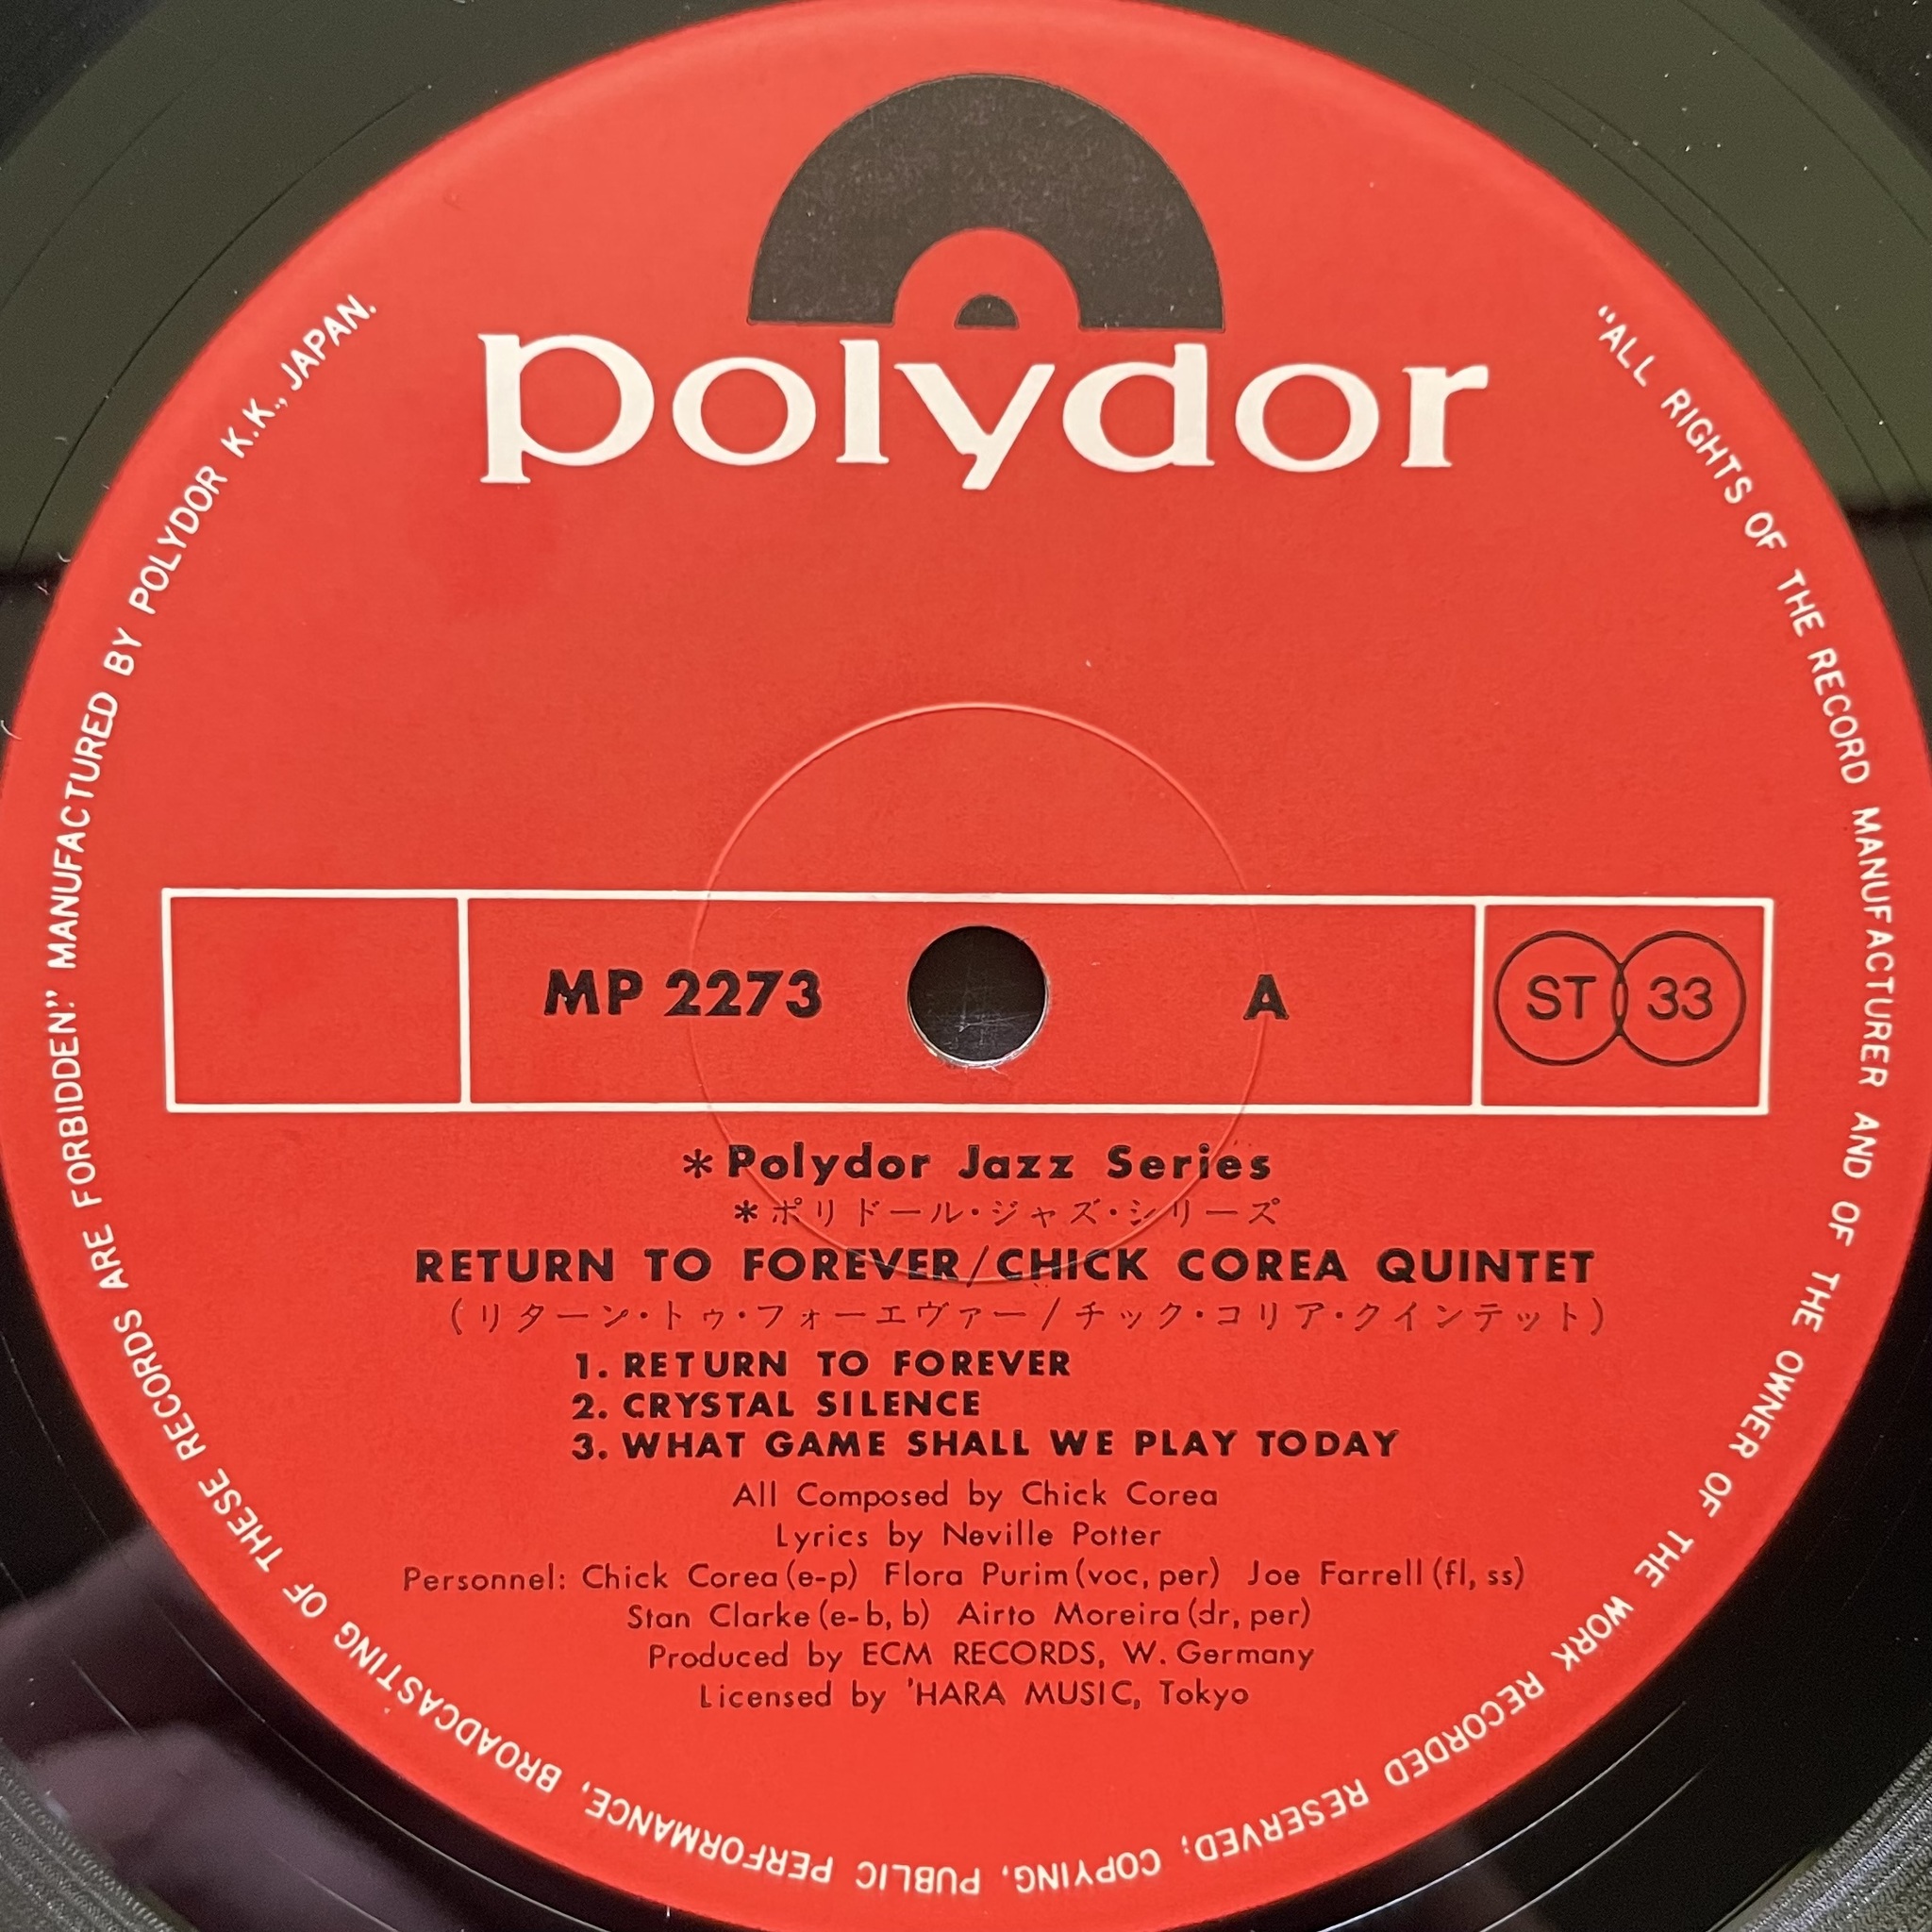 polydor
MP 2273
A
ST 33
*Polydor Jazz Series
*ポリドール・ジャズ・シリーズ
RETURN TO FOREVER/CHICK COREA QUINTET
(リターン・トゥ・フォーエヴァー/チック・コリア・クインテット)
1. RETURN TO FOREVER
2. CRYSTAL SILENCE
3. WHAT GAME SHALL WE PLAY TODAY
All Composed by Chick Corea
Lyrics by Neville Potter
Personnel: Chick Corea(e-p) Flora Purim(voc, per) Joe Farrell(fl, ss)
Stan Clarke(e-b, b) Airto Moreira(dr, per)
Produced by ECM RECORDS, W. Germany
Licensed by 'HARA MUSIC, Tokyo
"ALL RIGHTS OF THE RECORD MANUFACTURER AND OF THE OWNER OF THE WORK RECORDED RESERVED; COPYING, PUBLIC PERFORMANCE, BROADCASTING OF THESE RECORDS ARE FORBIDDEN." MANUFACTURED BY POLYDOR K.K., JAPAN.